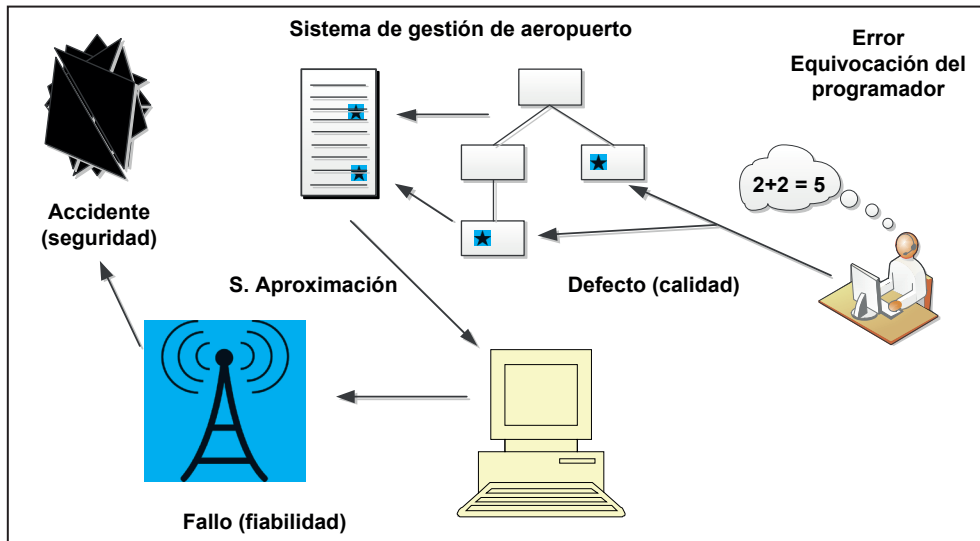 Sistema de gestión de aeropuerto
Error
Equivocación del
programador
2+2 = 5
Accidente
(seguridad)
S. Aproximación
Defecto (calidad)
Fallo (fiabilidad)